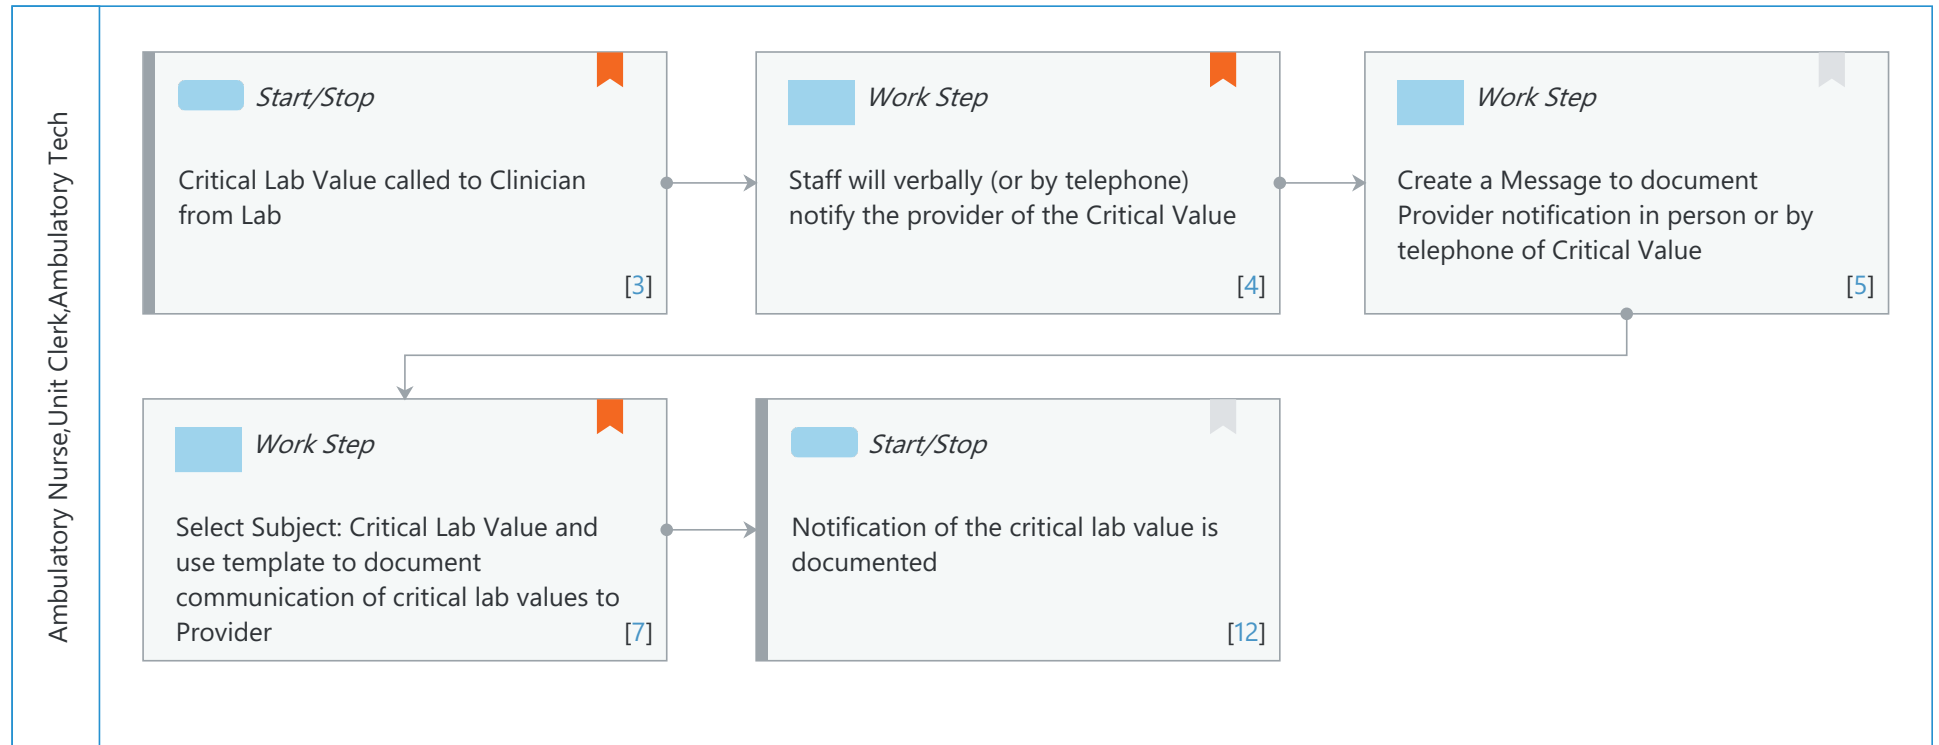 Ambulatory Nurse,Unit Clerk,Ambulatory Tech
Start/Stop
Critical Lab Value called to Clinician
from Lab
[3]
Work Step
Staff will verbally (or by telephone)
notify the provider of the Critical Value
[4]
Work Step
Create a Message to document
Provider notification in person or by
telephone of Critical Value
[5]
Work Step
Select Subject: Critical Lab Value and
use template to document
communication of critical lab values to
Provider
[7]
Start/Stop
Notification of the critical lab value is
documented
[12]